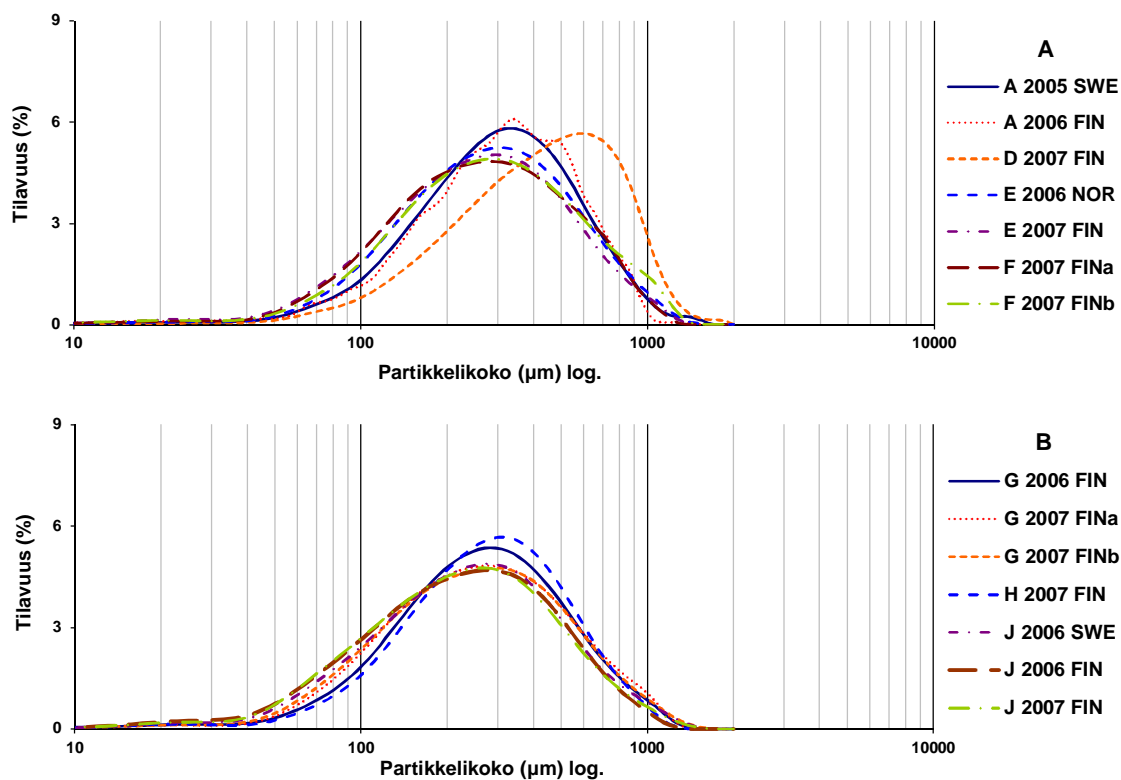 9
6
3
0
Tilavuus (%)
10
100
1000
10000
Partikkelikoko (µm) log.
A
A 2005 SWE
A 2006 FIN
D 2007 FIN
E 2006 NOR
E 2007 FIN
F 2007 FINa
F 2007 FINb
9
6
3
0
Tilavuus (%)
10
100
1000
10000
Partikkelikoko (µm) log.
B
G 2006 FIN
G 2007 FINa
G 2007 FINb
H 2007 FIN
J 2006 SWE
J 2006 FIN
J 2007 FIN